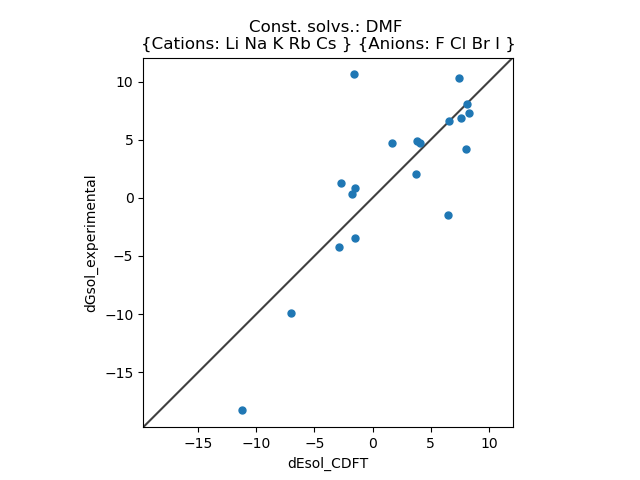 Const. solvs.: DMF
{Cations: Li Na K Rb Cs } {Anions: F Cl Br I }
10
5
0
−5
−10
−15
dGsol_experimental
−15 −10 −5 0 5 10
dEsol_CDFT